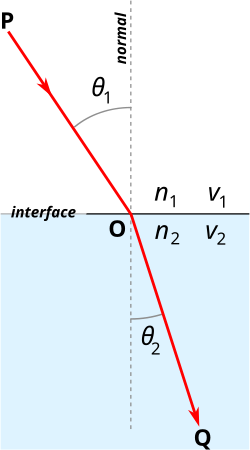 P
normal
θ1
n1 v1
interface
O n2 v2
θ2
Q